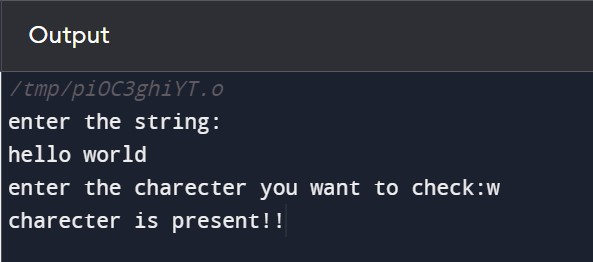 Output
/tmp/piOC3ghiYT.o
enter the string:
hello world
enter the charecter you want to check:w
charecter is present!!